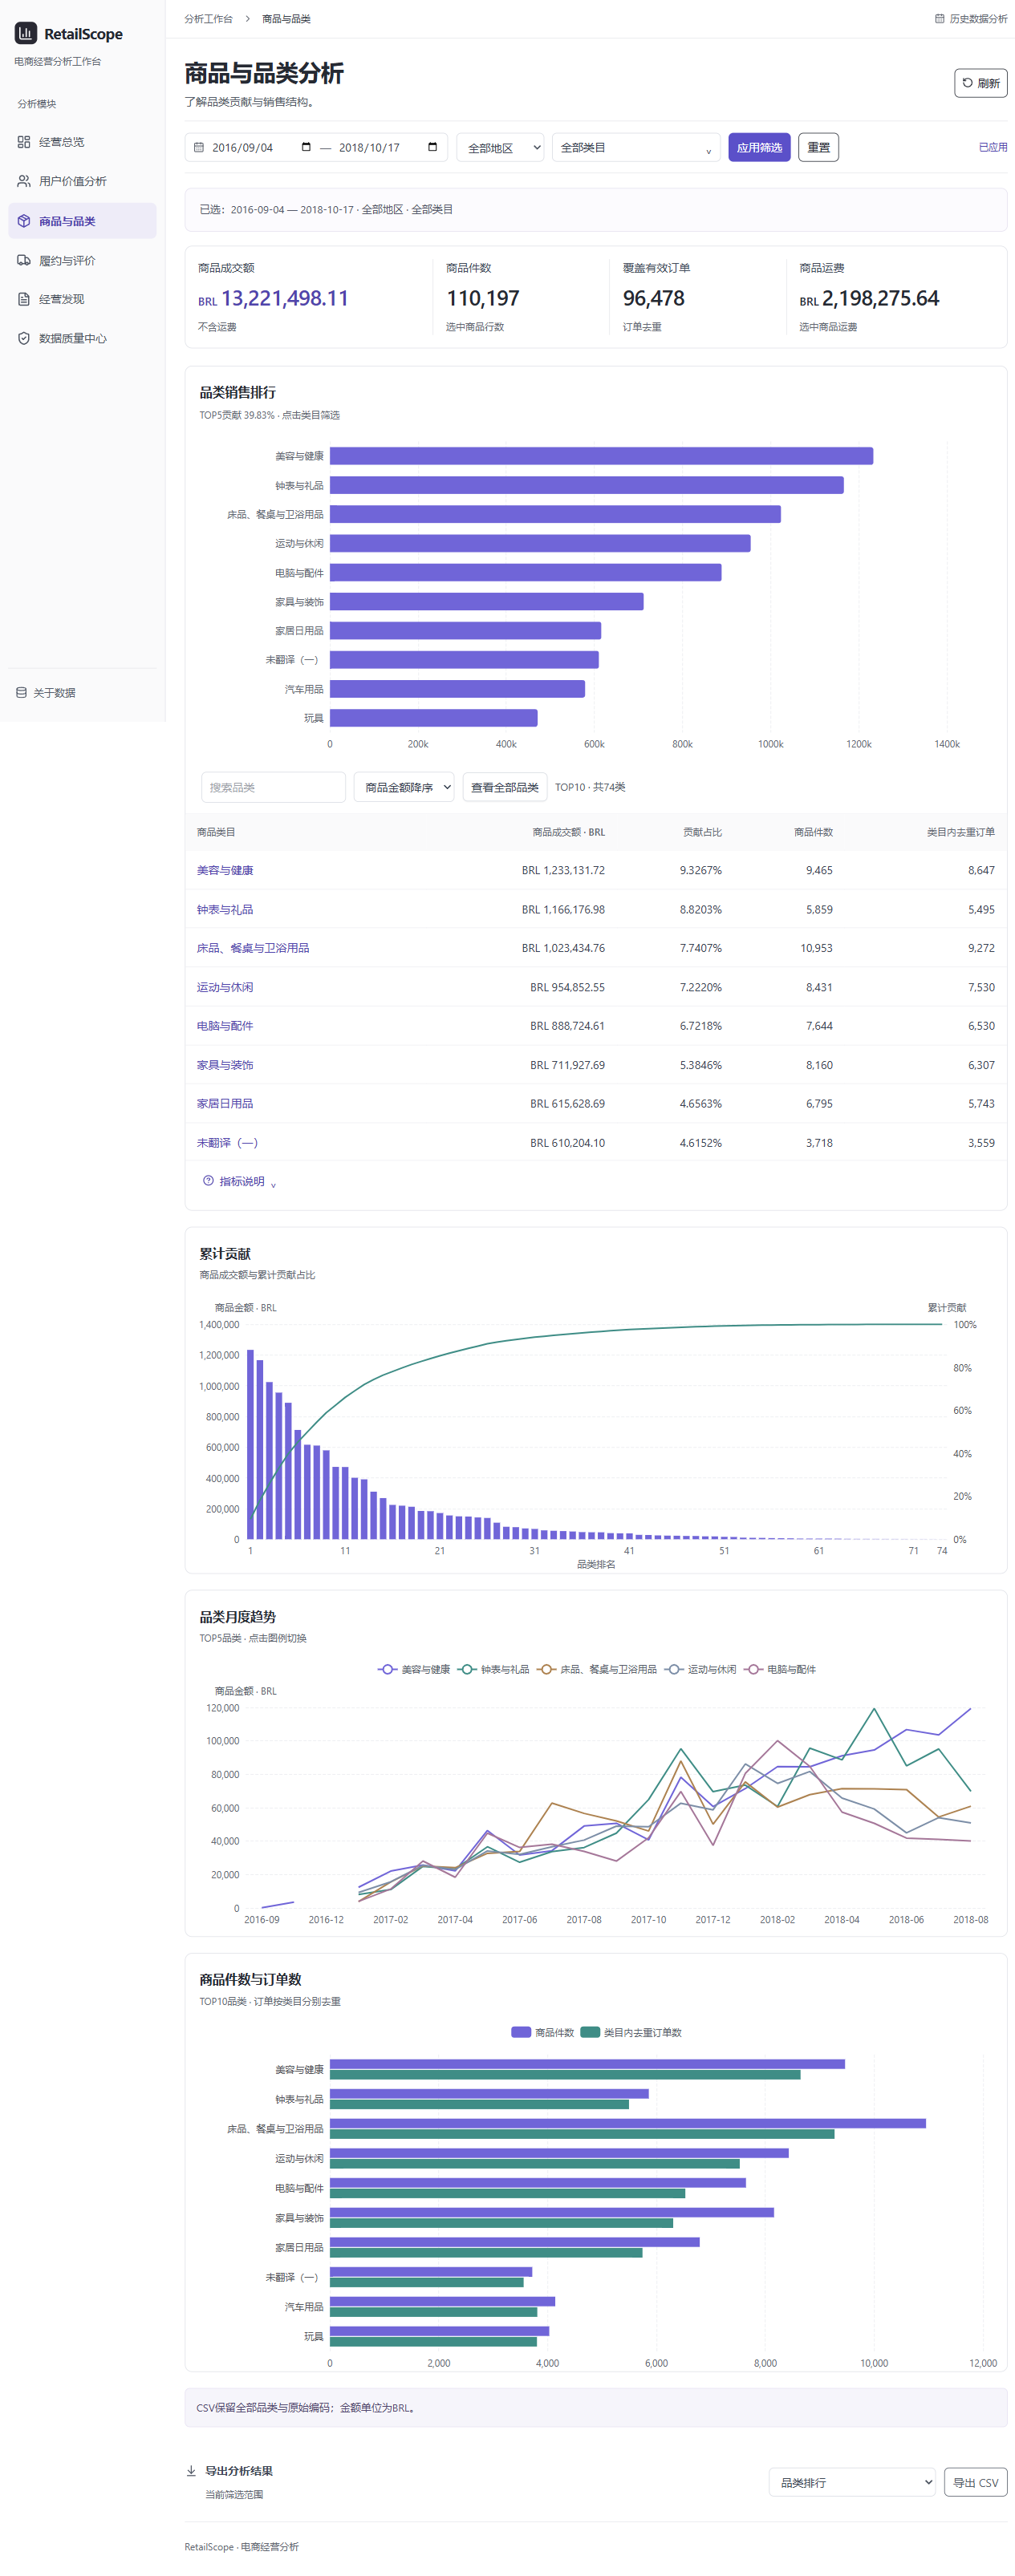 RetailScope
电商经营分析工作台
分析模块
经营总览
用户价值分析
商品与品类
履约与评价
经营发现
数据质量中心
关于数据
分析工作台 > 商品与品类
历史数据分析
商品与品类分析
了解品类贡献与销售结构。
刷新
2016/09/04 — 2018/10/17
全部地区
全部类目
应用筛选
重置
已应用
已选：2016-09-04 — 2018-10-17 · 全部地区 · 全部类目
商品成交额
BRL 13,221,498.11
不含运费
商品件数
110,197
选中商品行数
覆盖有效订单
96,478
订单去重
商品运费
BRL 2,198,275.64
选中商品运费
品类销售排行
TOP5贡献 39.83% · 点击类目筛选
美容与健康
钟表与礼品
床品、餐桌与卫浴用品
运动与休闲
电脑与配件
家具与装饰
家居日用品
未翻译（一）
汽车用品
玩具
0 200k 400k 600k 800k 1000k 1200k 1400k
搜索品类
商品金额降序
查看全部品类
TOP10 · 共74类
商品类目 商品成交额 · BRL 贡献占比 商品件数 类目内去重订单
美容与健康 BRL 1,233,131.72 9.3267% 9,465 8,647
钟表与礼品 BRL 1,166,176.98 8.8203% 5,859 5,495
床品、餐桌与卫浴用品 BRL 1,023,434.76 7.7407% 10,953 9,272
运动与休闲 BRL 954,852.55 7.2220% 8,431 7,530
电脑与配件 BRL 888,724.61 6.7218% 7,644 6,530
家具与装饰 BRL 711,927.69 5.3846% 8,160 6,307
家居日用品 BRL 615,628.69 4.6563% 6,795 5,743
未翻译（一） BRL 610,204.10 4.6152% 3,718 3,559
指标说明
累计贡献
商品成交额与累计贡献占比
商品金额 · BRL
累计贡献
1,400,000
1,200,000
1,000,000
800,000
600,000
400,000
200,000
0
100%
80%
60%
40%
20%
0%
1 11 21 31 41 51 61 71 74
品类排名
品类月度趋势
TOP5品类 · 点击图例切换
美容与健康 钟表与礼品 床品、餐桌与卫浴用品 运动与休闲 电脑与配件
商品金额 · BRL
120,000
100,000
80,000
60,000
40,000
20,000
0
2016-09 2016-12 2017-02 2017-04 2017-06 2017-08 2017-10 2017-12 2018-02 2018-04 2018-06 2018-08
商品件数与订单数
TOP10品类 · 订单按类目分别去重
商品件数 类目内去重订单数
美容与健康
钟表与礼品
床品、餐桌与卫浴用品
运动与休闲
电脑与配件
家具与装饰
家居日用品
未翻译（一）
汽车用品
玩具
0 2,000 4,000 6,000 8,000 10,000 12,000
CSV保留全部品类与原始编码；金额单位为BRL。
导出分析结果
当前筛选范围
品类排行
导出 CSV
RetailScope · 电商经营分析